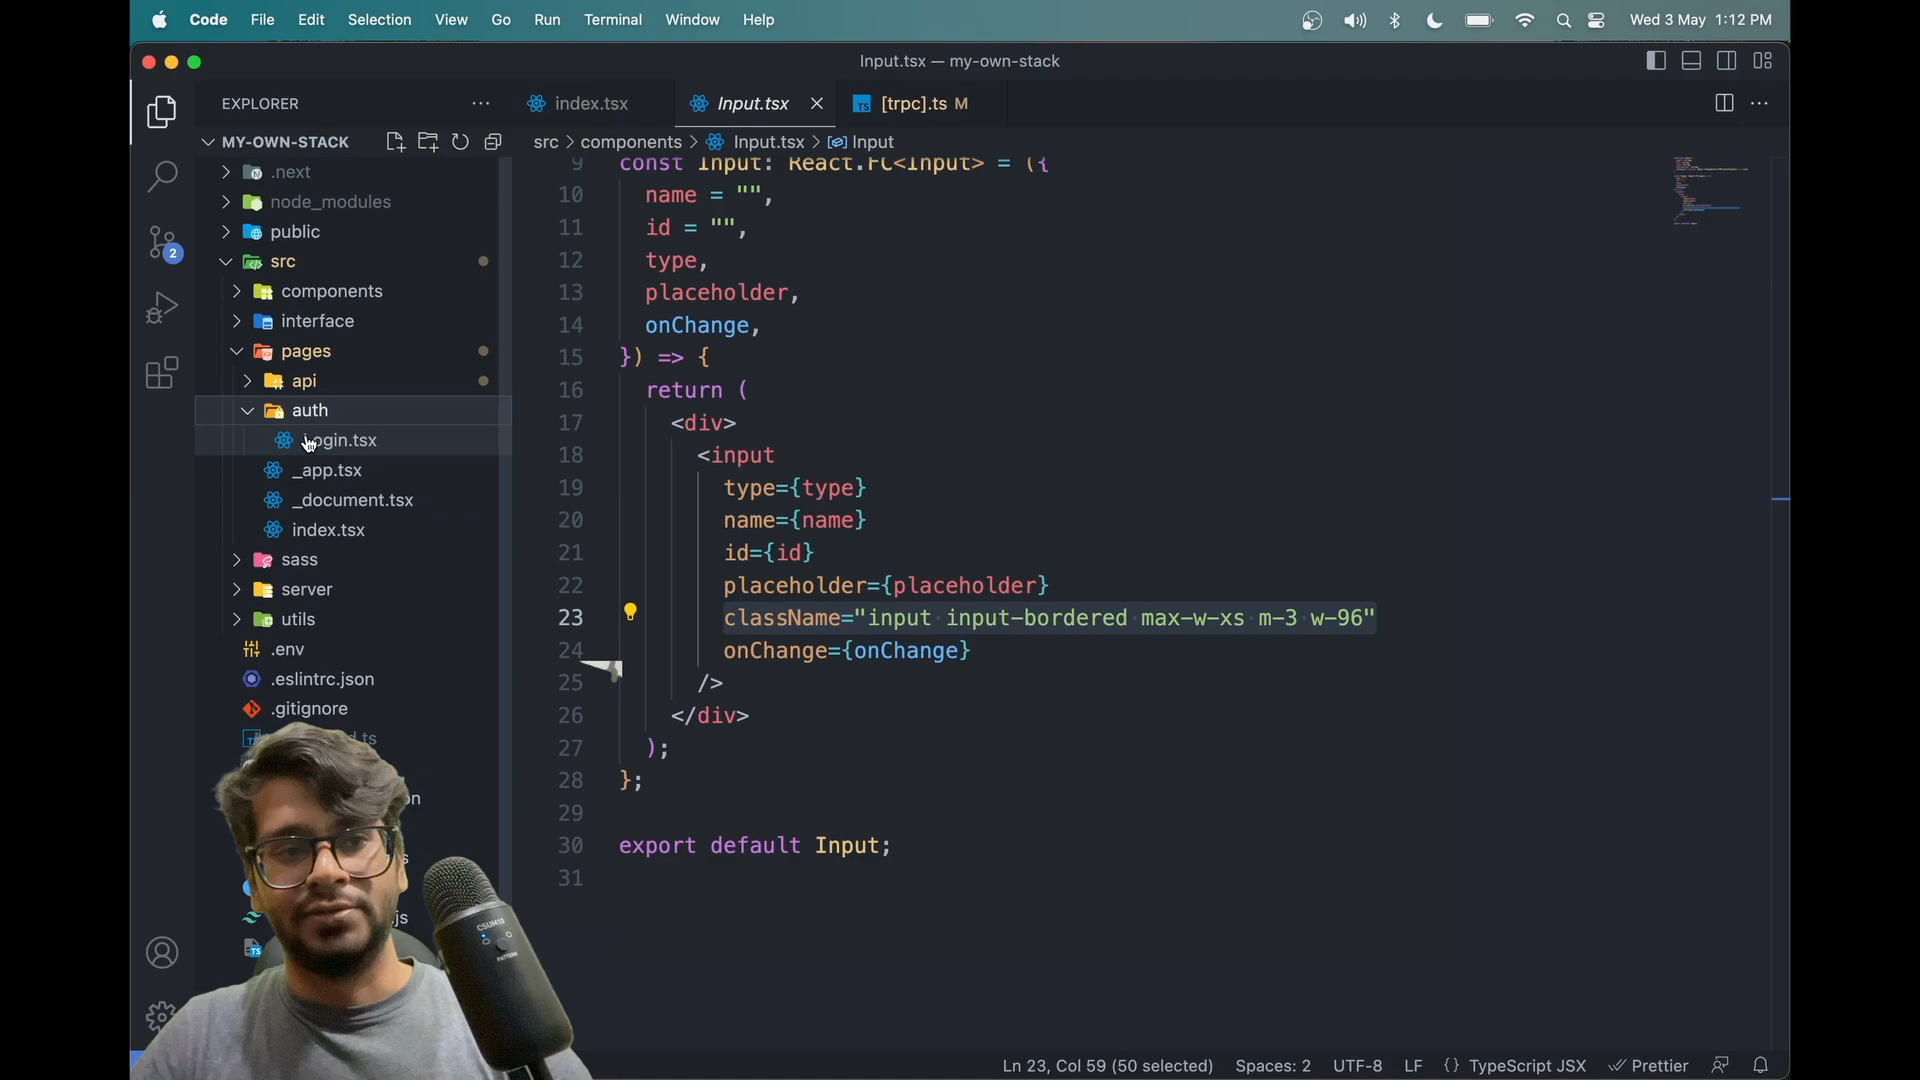 Code File Edit Selection View Go Run Terminal Window Help Wed 3 May 1:12 PM
Input.tsx — my-own-stack
EXPLORER
index.tsx Input.tsx [trpc].ts M
MY-OWN-STACK
src > components > Input.tsx > Input
.next
node_modules
public
src
components
interface
pages
api
auth
_app.tsx
_document.tsx
index.tsx
sass
server
utils
.env
.eslintrc.json
.gitignore
2
9 const Input: React.FC<Input> = ({
10 name = "",
11 id = "",
12 type,
13 placeholder,
14 onChange,
15 }) => {
16 return (
17 <div>
18 <input
19 type={type}
20 name={name}
21 id={id}
22 placeholder={placeholder}
23 className="input input-bordered max-w-xs m-3 w-96"
24 onChange={onChange}
25 />
26 </div>
27 );
28 };
29
30 export default Input;
31
CSUM10
PATTERN
Ln 23, Col 59 (50 selected) Spaces: 2 UTF-8 LF {} TypeScript JSX Prettier